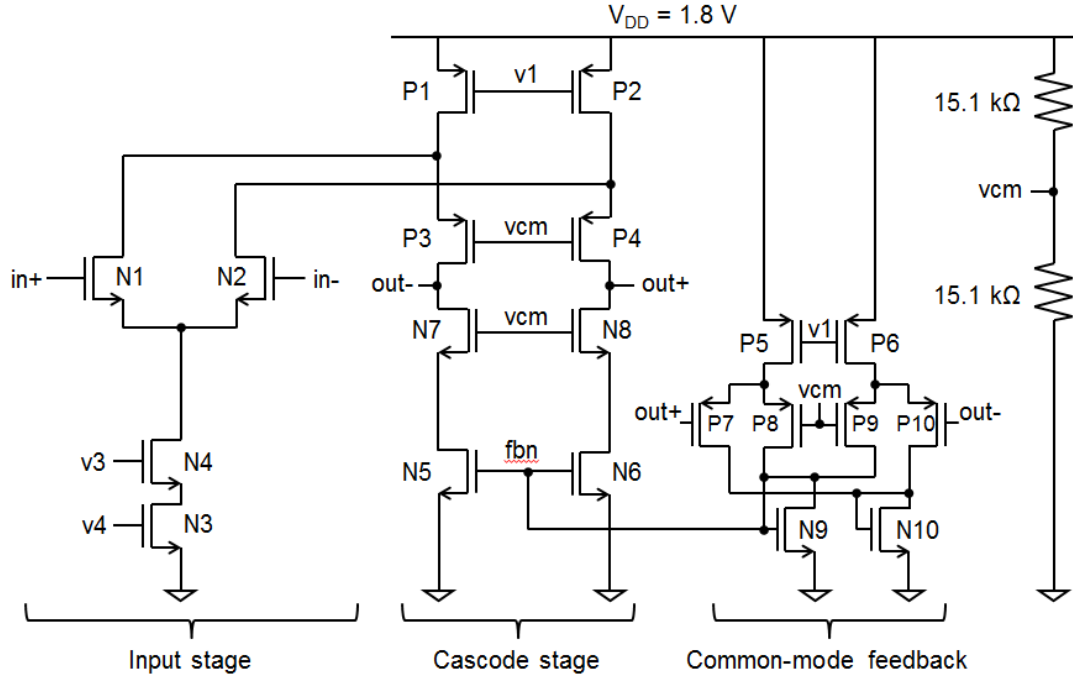 V_DD = 1.8 V
P1
v1
P2
15.1 kΩ
vcm
P3
vcm
P4
in+
N1
N2
in-
out-
out+
N7
vcm
N8
15.1 kΩ
P5
v1
P6
vcm
out+
P7
P8
P9
P10
out-
v3
N4
N5
fbn
N6
v4
N3
N9
N10
Input stage
Cascode stage
Common-mode feedback